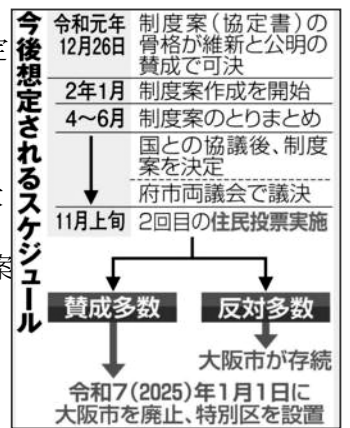 今後想定されるスケジュール
令和元年
12月26日
制度案(協定書)の
骨格が維新と公明の
賛成で可決
2年1月
制度案作成を開始
4~6月
制度案のとりまとめ
国との協議後、制度
案を決定
府市両議会で議決
11月上旬
2回目の住民投票実施
賛成多数
反対多数
大阪市が存続
令和7(2025)年1月1日に
大阪市を廃止、特別区を設置
定
案